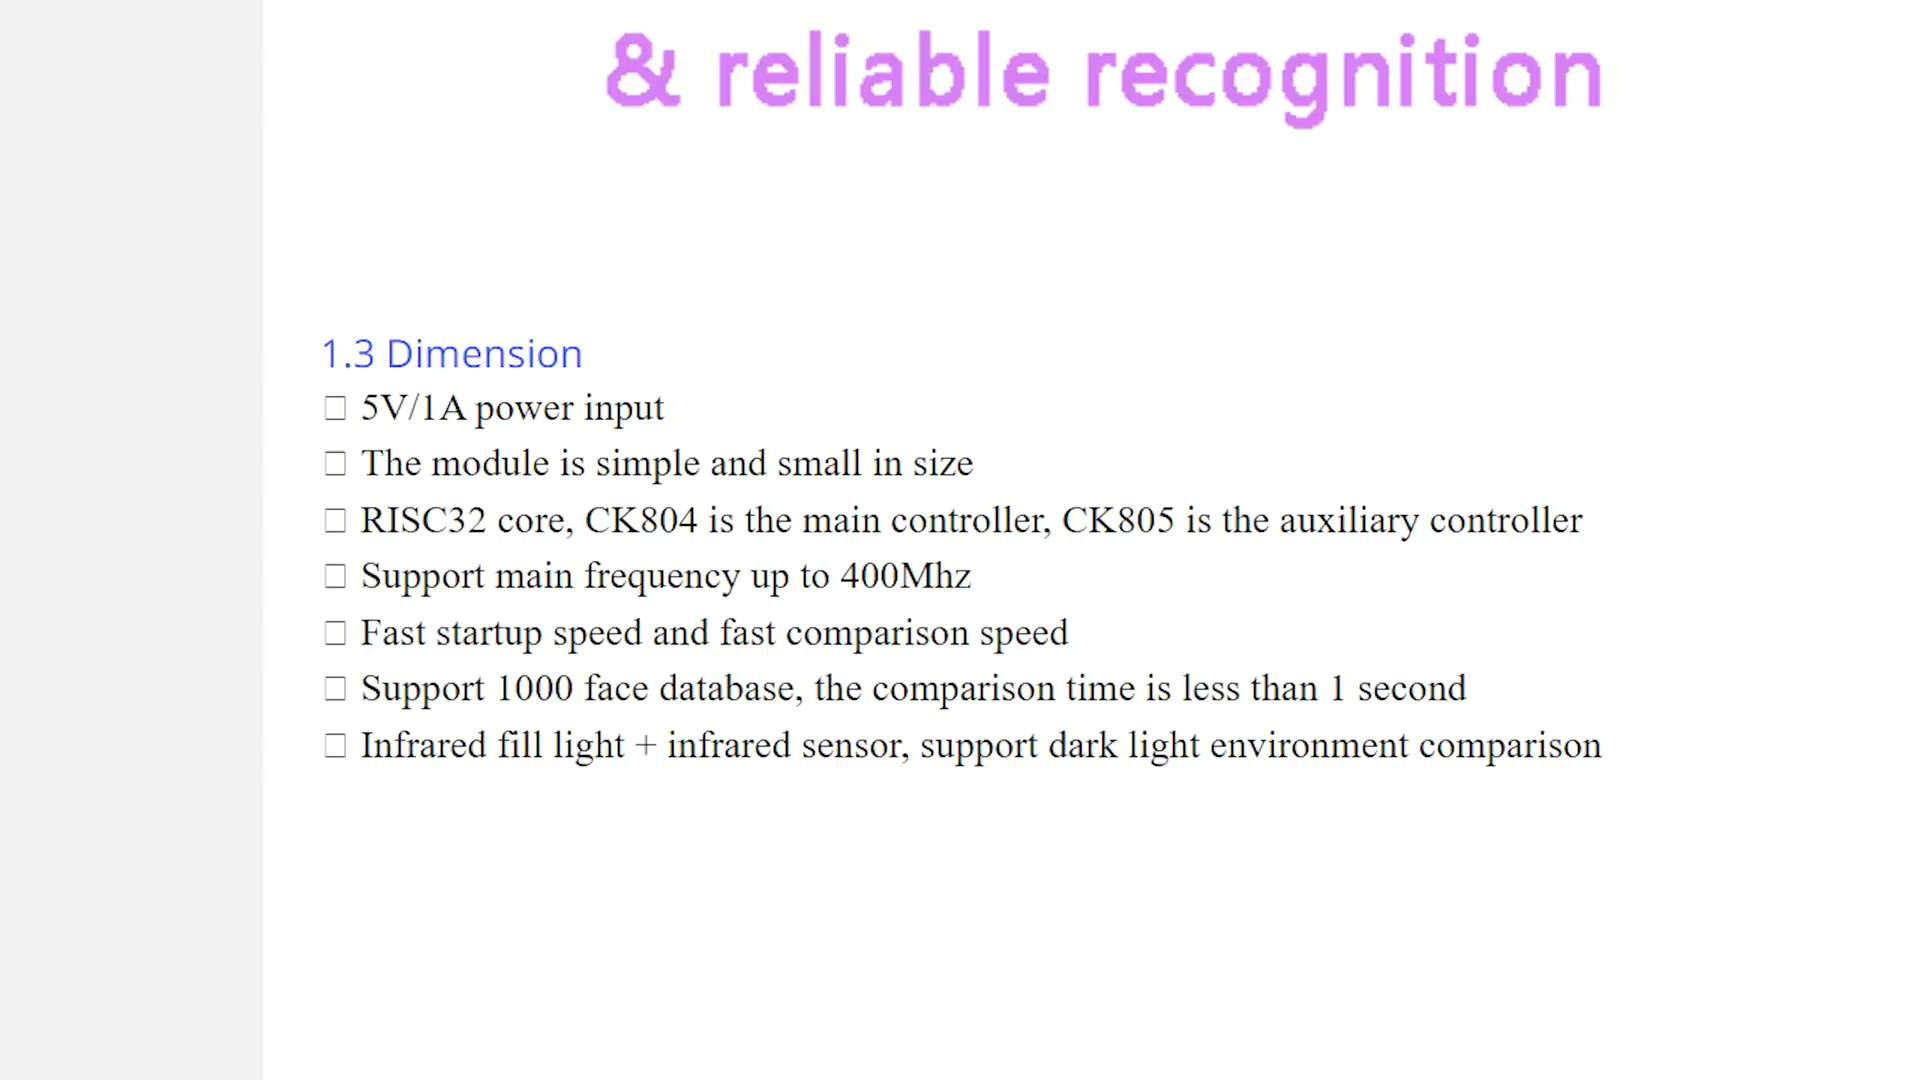 & reliable recognition
1.3 Dimension
□ 5V/1A power input
□ The module is simple and small in size
□ RISC32 core, CK804 is the main controller, CK805 is the auxiliary controller
□ Support main frequency up to 400Mhz
□ Fast startup speed and fast comparison speed
□ Support 1000 face database, the comparison time is less than 1 second
□ Infrared fill light + infrared sensor, support dark light environment comparison